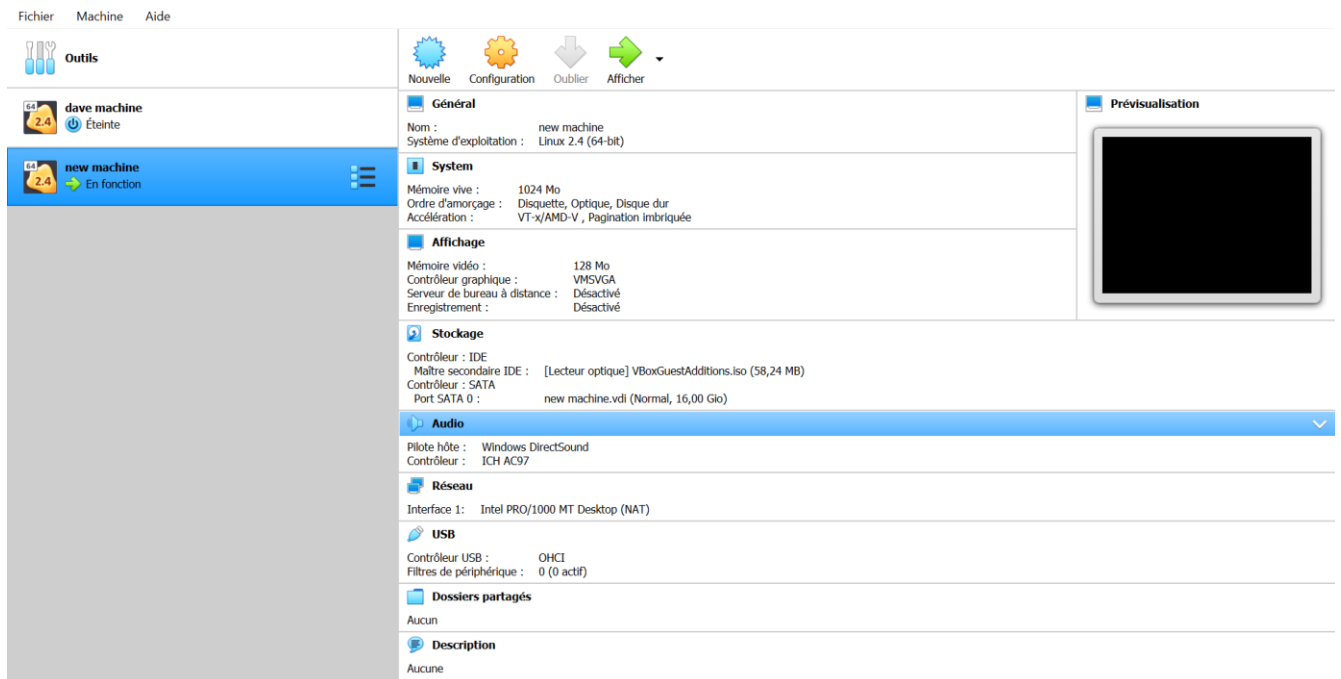 Fichier Machine Aide
Outils
64
2.4
dave machine
Éteinte
64
2.4
new machine
En fonction
Nouvelle Configuration Oublier Afficher
Général
Nom : new machine
Système d'exploitation : Linux 2.4 (64-bit)
Prévisualisation
System
Mémoire vive : 1024 Mo
Ordre d'amorçage : Disquette, Optique, Disque dur
Accélération : VT-x/AMD-V , Pagination imbriquée
Affichage
Mémoire vidéo : 128 Mo
Contrôleur graphique : VMSVGA
Serveur de bureau à distance : Désactivé
Enregistrement : Désactivé
Stockage
Contrôleur : IDE
Maître secondaire IDE : [Lecteur optique] VBoxGuestAdditions.iso (58,24 MB)
Contrôleur : SATA
Port SATA 0 : new machine.vdi (Normal, 16,00 Gio)
Audio
Pilote hôte : Windows DirectSound
Contrôleur : ICH AC97
Réseau
Interface 1: Intel PRO/1000 MT Desktop (NAT)
USB
Contrôleur USB : OHCI
Filtres de périphérique : 0 (0 actif)
Dossiers partagés
Aucun
Description
Aucune